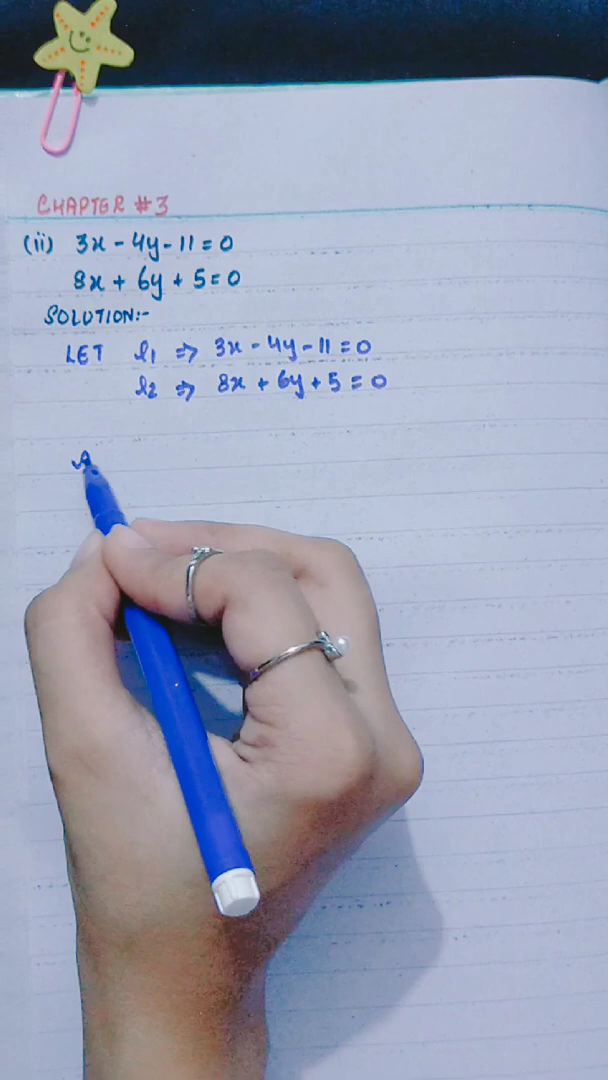 CHAPTER #3
(ii) 3x - 4y - 11 = 0
8x + 6y + 5 = 0
SOLUTION:-
LET l1 ⇒ 3x - 4y - 11 = 0
l2 ⇒ 8x + 6y + 5 = 0